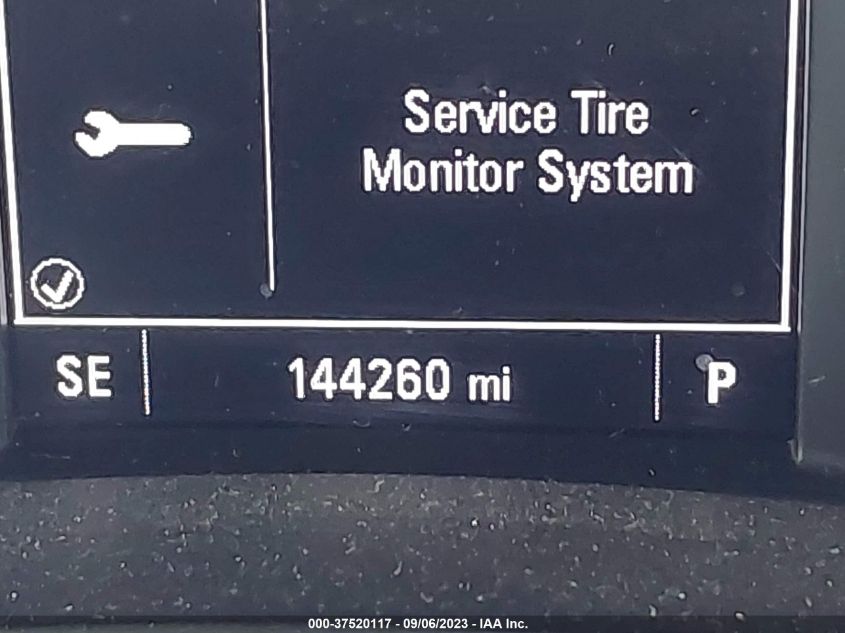 Service Tire
Monitor System
SE 144260 mi P
000-37520117 - 09/06/2023 - IAA Inc.